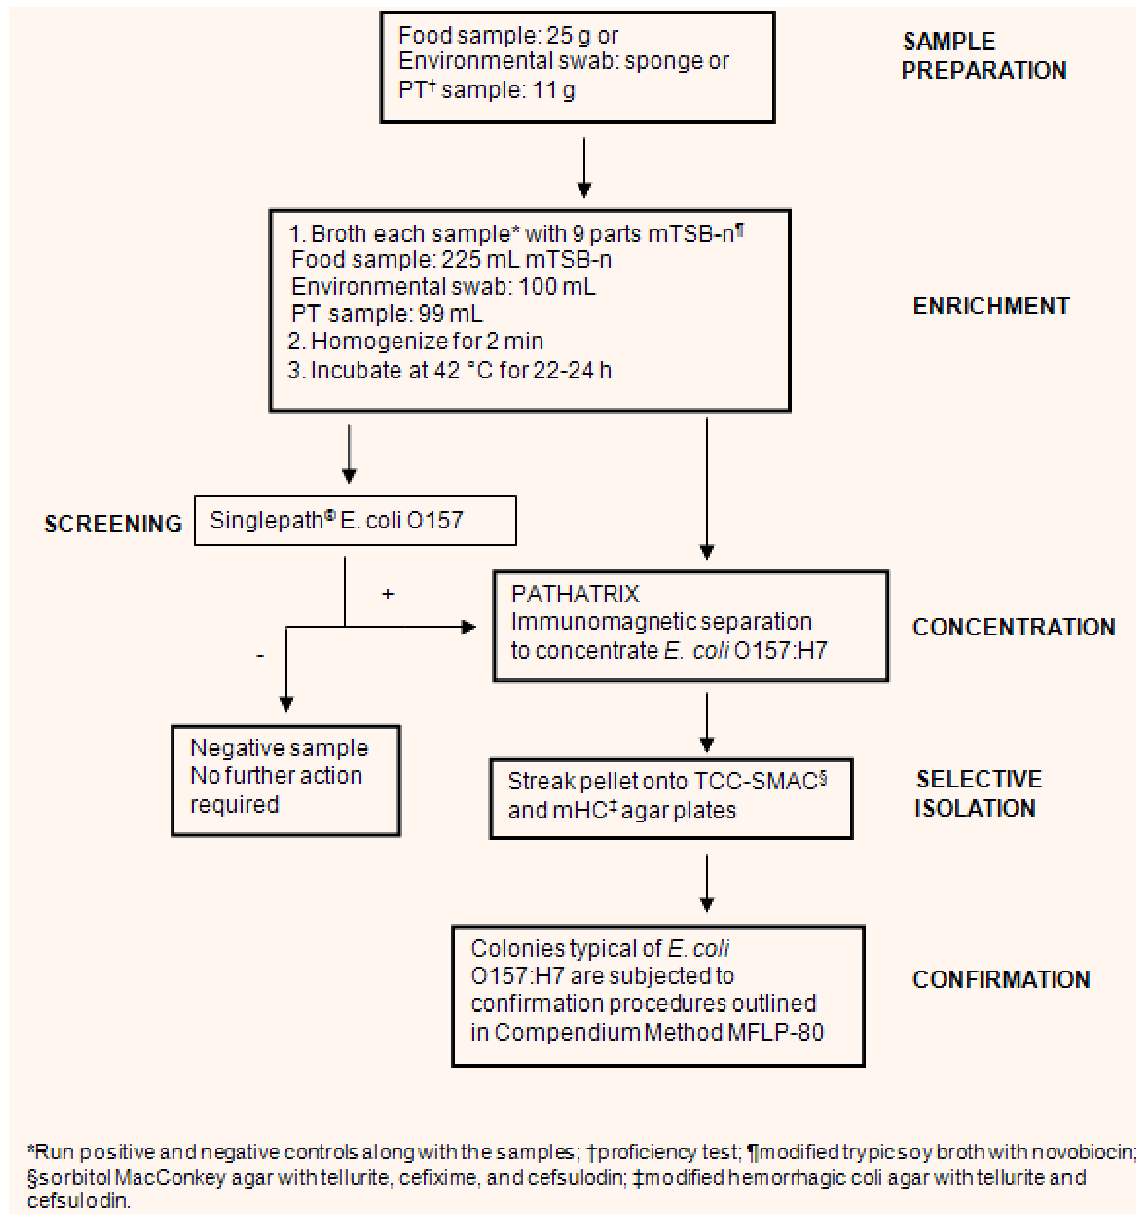 Food sample: 25 g or
Environmental swab: sponge or
PT† sample: 11 g
SAMPLE
PREPARATION
1. Broth each sample* with 9 parts mTSB-n¶
Food sample: 225 mL mTSB-n
Environmental swab: 100 mL
PT sample: 99 mL
2. Homogenize for 2 min
3. Incubate at 42 °C for 22-24 h
ENRICHMENT
SCREENING
Singlepath® E. coli O157
+
-
PATHATRIX
Immunomagnetic separation
to concentrate E. coli O157:H7
CONCENTRATION
Negative sample
No further action
required
Streak pellet onto TCC-SMAC§
and mHC‡ agar plates
SELECTIVE
ISOLATION
Colonies typical of E. coli
O157:H7 are subjected to
confirmation procedures outlined
in Compendium Method MFLP-80
CONFIRMATION
*Run positive and negative controls along with the samples; †proficiency test; ¶modified trypic soy broth with novobiocin;
§sorbitol MacConkey agar with tellurite, cefixime, and cefsulodin; ‡modified hemorrhagic coli agar with tellurite and
cefsulodin.